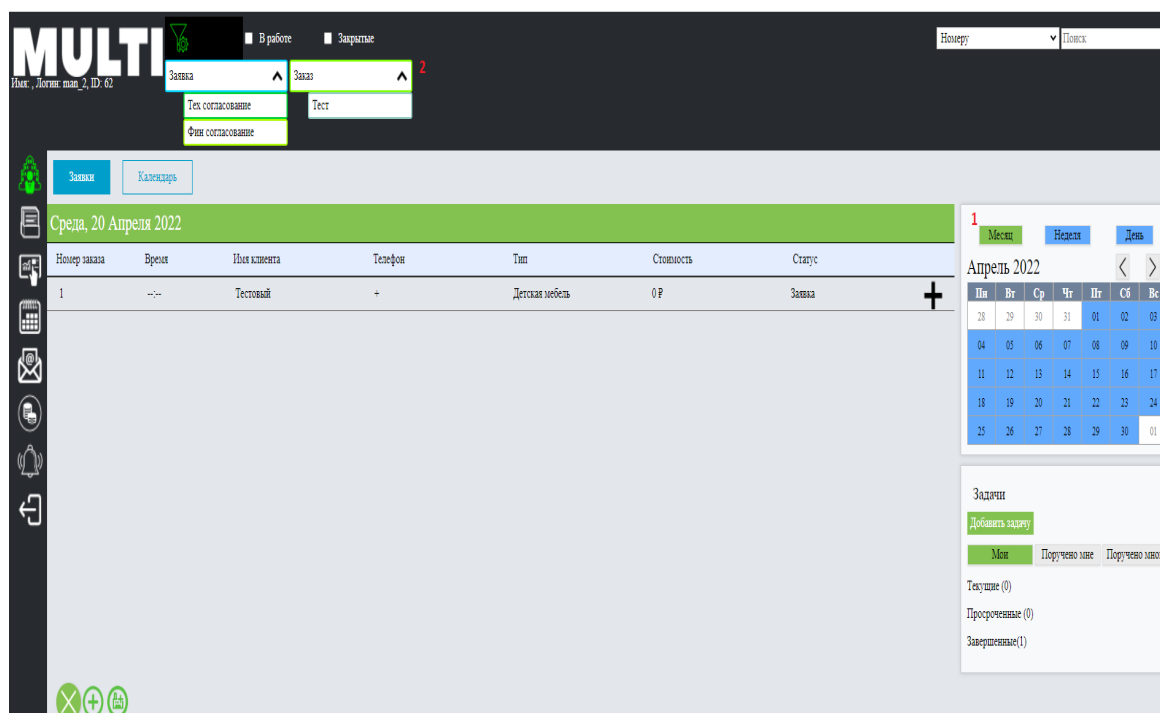 MULTI
В работе Закрытые
Номеру Поиск
Имя: , Логин: man_2, ID: 62
Заявка Заказ 2
Тех согласование Тест
Фин согласование
Заявки Календарь
Среда, 20 Апреля 2022
Номер заказа Время Имя клиента Телефон Тип Стоимость Статус
1 --:-- Тестовый + Детская мебель 0 ₽ Заявка
1
Месяц Неделя День
Апрель 2022
Пн Вт Ср Чт Пт Сб Вс
28 29 30 31 01 02 03
04 05 06 07 08 09 10
11 12 13 14 15 16 17
18 19 20 21 22 23 24
25 26 27 28 29 30 01
Задачи
Добавить задачу
Мои Поручено мне Поручено мно
Текущие (0)
Просроченные (0)
Завершенные(1)